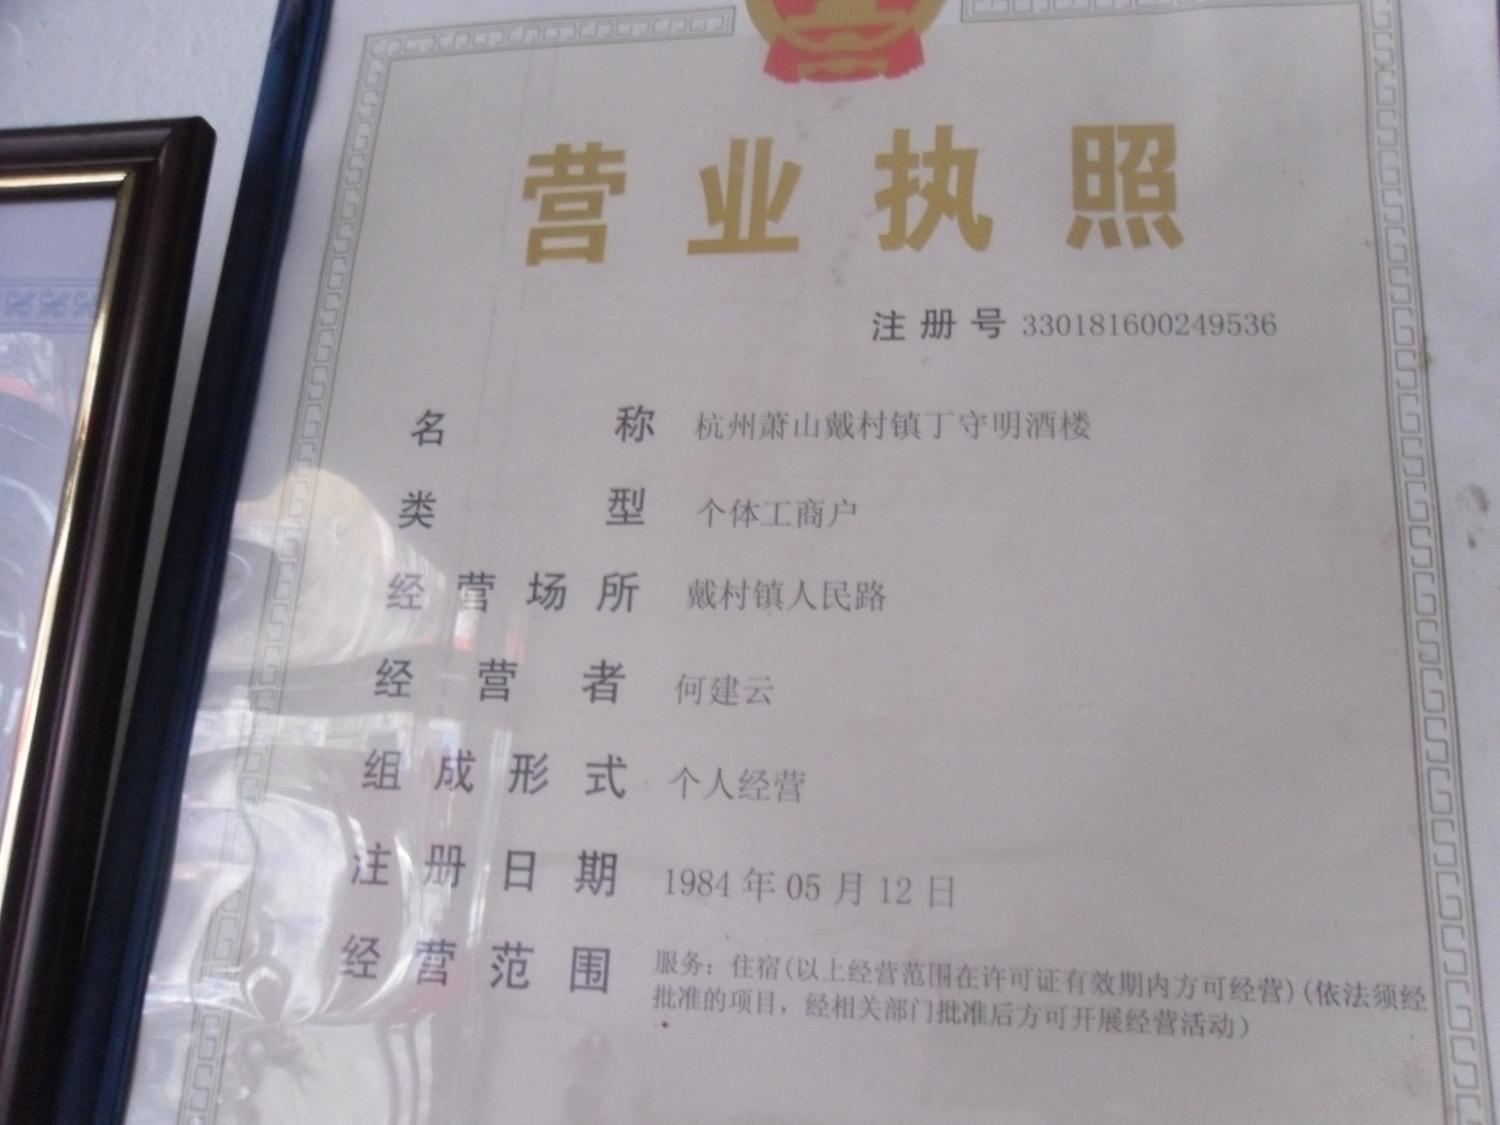 营业执照
注册号 330181600249536
名称 杭州萧山戴村镇丁守明酒楼
类型 个体工商户
经营场所 戴村镇人民路
经营者 何建云
组成形式 个人经营
注册日期 1984年05月12日
经营范围 服务：住宿(以上经营范围在许可证有效期内方可经营)(依法须经
批准的项目，经相关部门批准后方可开展经营活动)